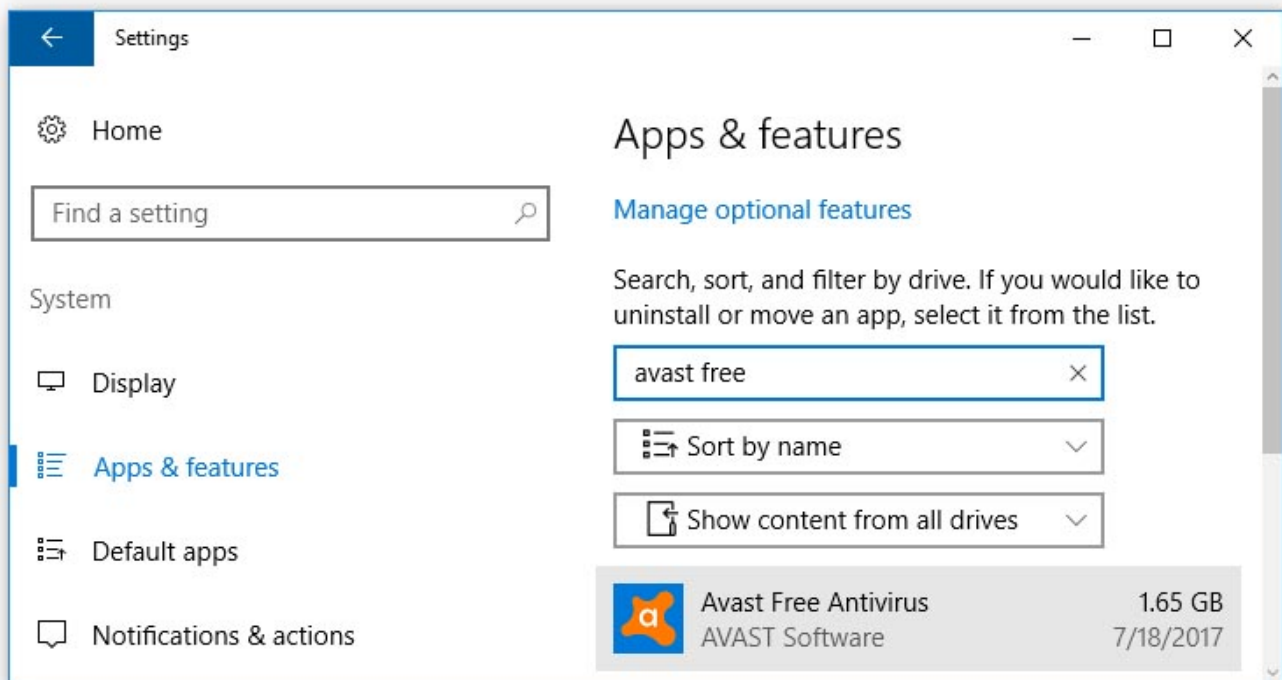 Settings
Home
Find a setting
System
Display
Apps & features
Default apps
Notifications & actions
Apps & features
Manage optional features
Search, sort, and filter by drive. If you would like to
uninstall or move an app, select it from the list.
avast free
Sort by name
Show content from all drives
a
Avast Free Antivirus
1.65 GB
AVAST Software
7/18/2017